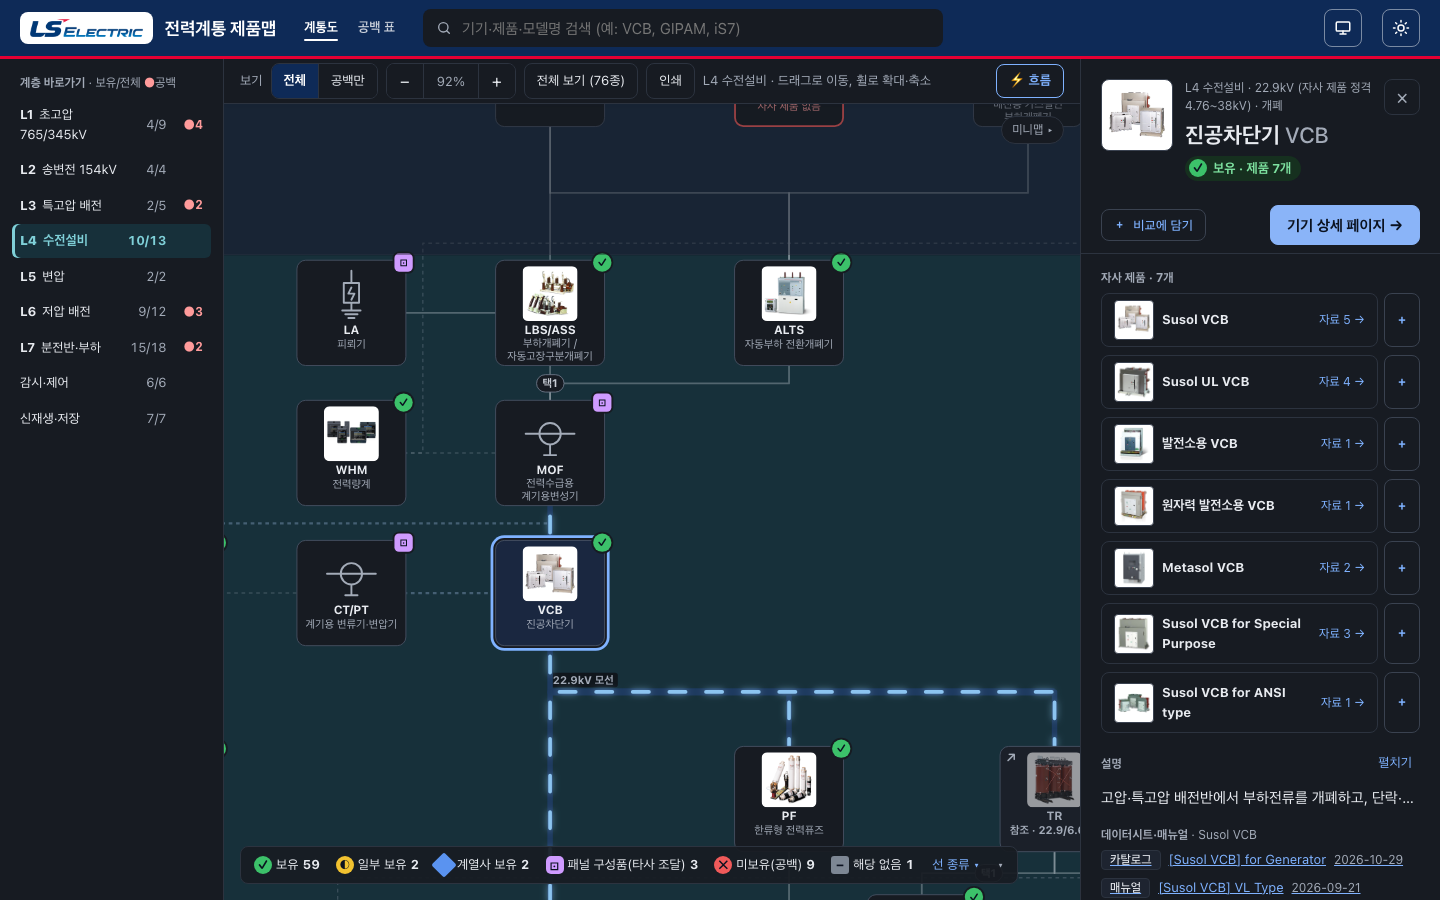 LS ELECTRIC
전력계통 제품맵
계통도
공백 표
기기·제품·모델명 검색 (예: VCB, GIPAM, iS7)
계층 바로가기 · 보유/전체 공백
L1 초고압 765/345kV 4/9 4
L2 송변전 154kV 4/4
L3 특고압 배전 2/5 2
L4 수전설비 10/13
L5 변압 2/2
L6 저압 배전 9/12 3
L7 분전반·부하 15/18 2
감시·제어 6/6
신재생·저장 7/7
보기
전체
공백만
− 92% +
전체 보기 (76종)
인쇄
L4 수전설비 · 드래그로 이동, 휠로 확대·축소
⚡ 흐름
자사 제품 없음
미니맵 ▸
LA
피뢰기
LBS/ASS
부하개폐기 /
자동고장구분개폐기
ALTS
자동부하 전환개폐기
택1
WHM
전력량계
MOF
전력수급용
계기용변성기
CT/PT
계기용 변류기·변압기
VCB
진공차단기
22.9kV 모선
PF
한류형 전력퓨즈
TR
참조 · 22.9/6.6
보유 59
일부 보유 2
계열사 보유 2
패널 구성품(타사 조달) 3
미보유(공백) 9
해당 없음 1
선 종류 ▾
L4 수전설비 · 22.9kV (자사 제품 정격
4.76~38kV) · 개폐
진공차단기 VCB
보유 · 제품 7개
+ 비교에 담기
기기 상세 페이지 →
자사 제품 · 7개
Susol VCB 자료 5 → +
Susol UL VCB 자료 4 → +
발전소용 VCB 자료 1 → +
원자력 발전소용 VCB 자료 1 → +
Metasol VCB 자료 2 → +
Susol VCB for Special
Purpose 자료 3 → +
Susol VCB for ANSI
type 자료 1 → +
설명 펼치기
고압·특고압 배전반에서 부하전류를 개폐하고, 단락·…
데이터시트·매뉴얼 · Susol VCB
카탈로그 [Susol VCB] for Generator 2026-10-29
매뉴얼 [Susol VCB] VL Type 2026-09-21